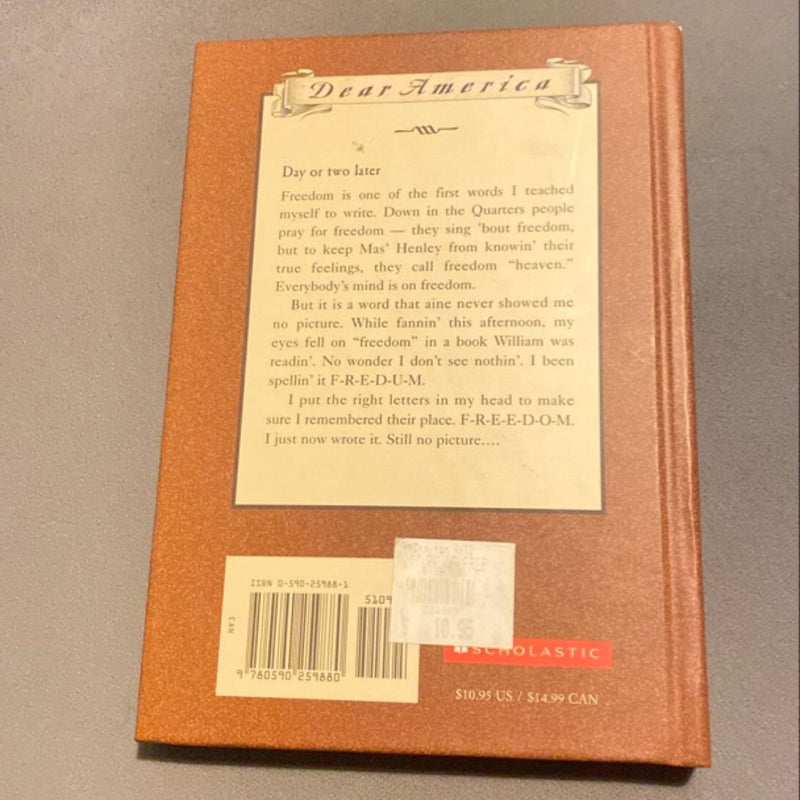 Dear America
Day or two later
Freedom is one of the first words I teached
myself to write. Down in the Quarters people
pray for freedom — they sing 'bout freedom,
but to keep Mas' Henley from knowin' their
true feelings, they call freedom “heaven.”
Everybody's mind is on freedom.
But it is a word that aine never showed me
no picture. While fannin' this afternoon, my
eyes fell on “freedom” in a book William was
readin'. No wonder I don't see nothin'. I been
spellin' it F-R-E-D-U-M.
I put the right letters in my head to make
sure I remembered their place. F-R-E-E-D-O-M.
I just now wrote it. Still no picture....
ISBN 0-590-25988-1
5109
CAN
9 780590 259880
10.95
SCHOLASTIC
$10.95 US / $14.99 CAN